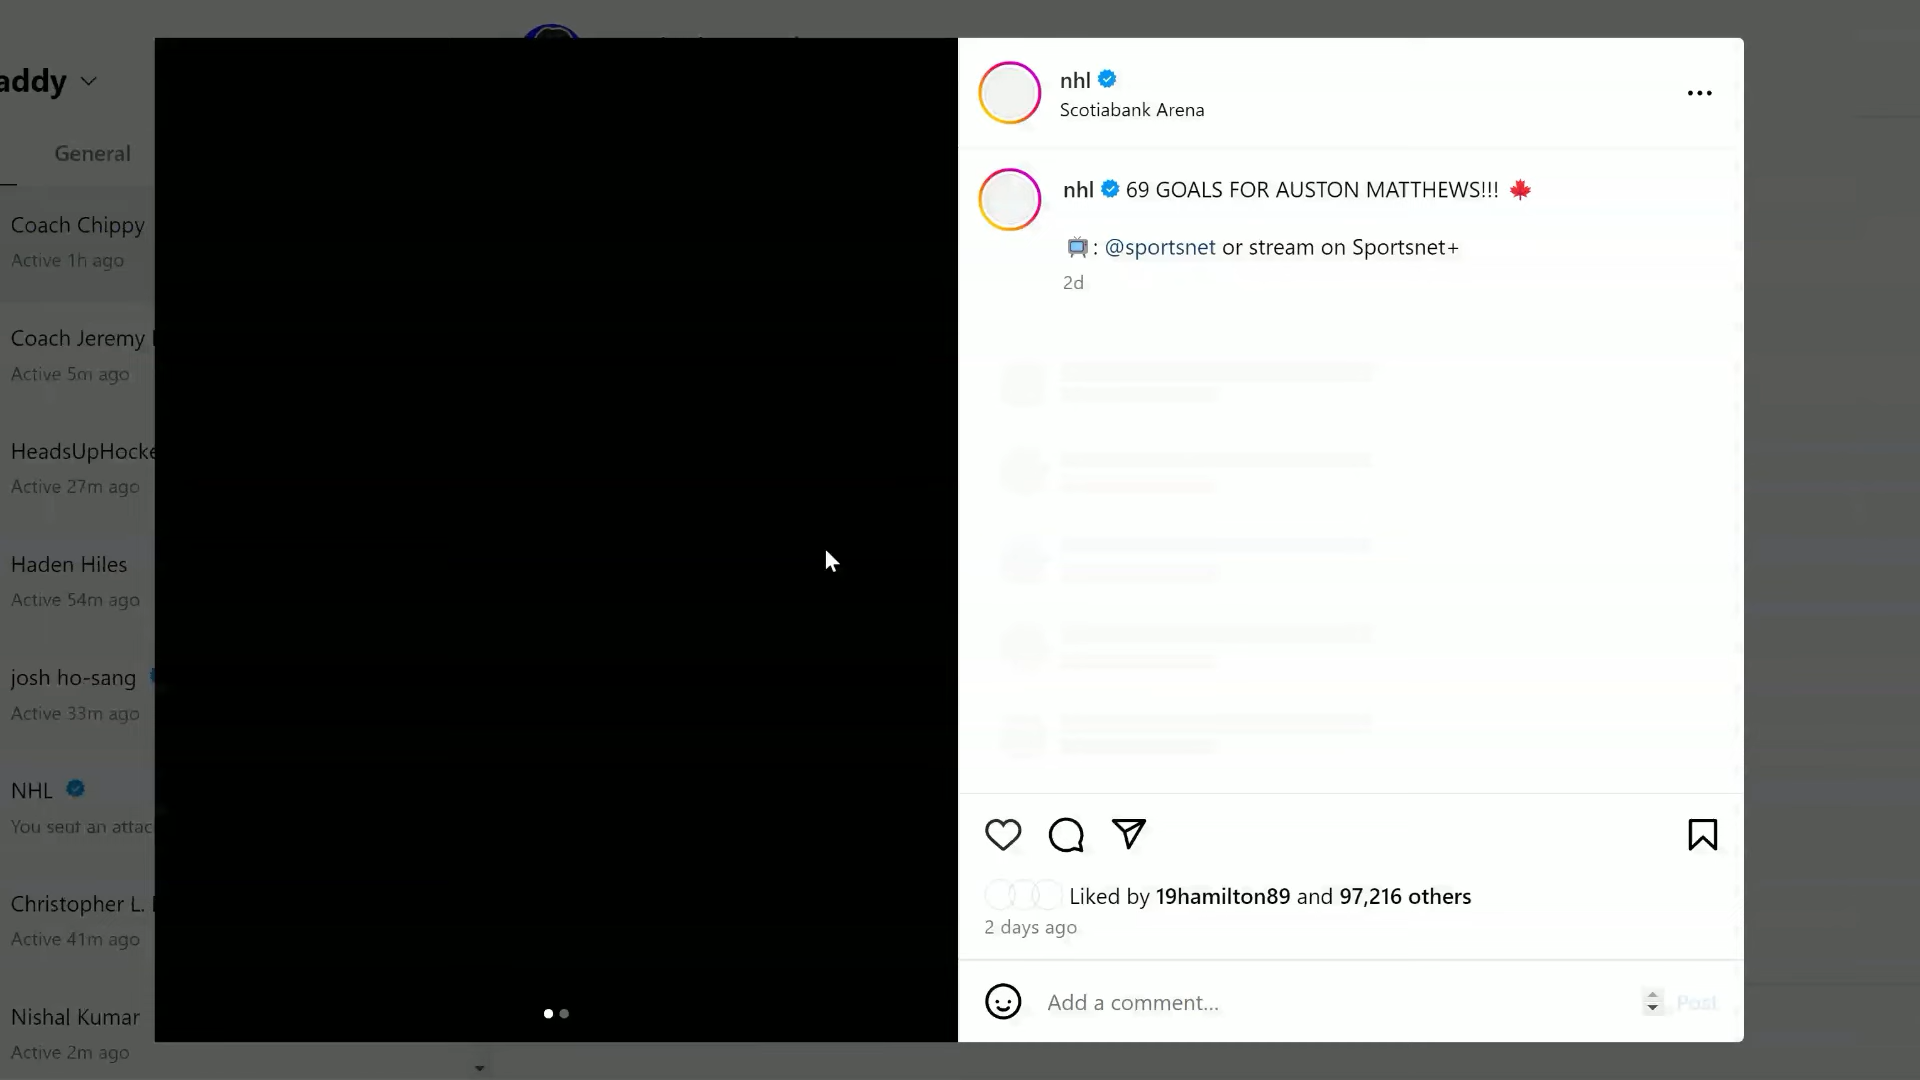 addy
General
Coach Chippy
Active 1h ago
Coach Jeremy
Active 5m ago
HeadsUpHocke
Active 27m ago
Haden Hiles
Active 54m ago
josh ho-sang
Active 33m ago
NHL
You sent an attac
Christopher L.
Active 41m ago
Nishal Kumar
Active 2m ago
nhl
Scotiabank Arena
nhl 69 GOALS FOR AUSTON MATTHEWS!!! 🍁
📺: @sportsnet or stream on Sportsnet+
2d
Liked by 19hamilton89 and 97,216 others
2 days ago
Add a comment...
Post